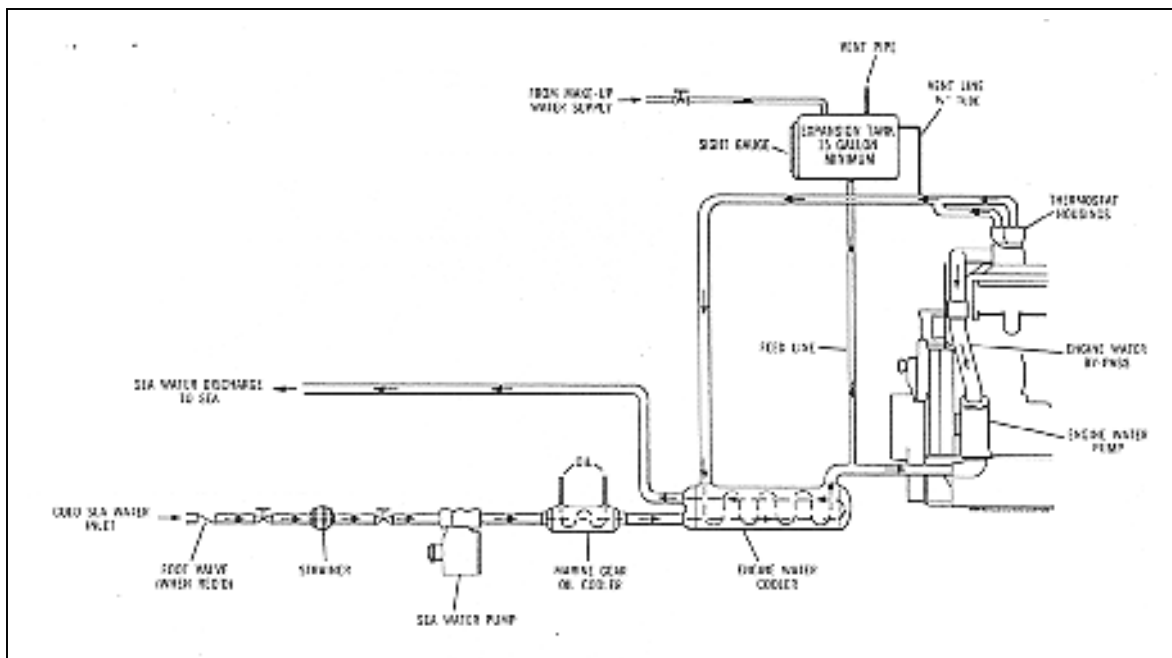 VENT PIPE
FROM MAKE-UP
WATER SUPPLY
VENT LINE
SIGHT GAUGE
EXPANSION TANK
15 GALLON
MINIMUM
THERMOSTAT
HOUSINGS
FEED LINE
ENGINE WATER
BY-PASS
SEA WATER DISCHARGE
TO SEA
ENGINE WATER
PUMP
OIL
COLD SEA WATER
INLET
FOOT VALVE
(WHEN REQ'D)
STRAINER
MARINE GEAR
OIL COOLER
ENGINE WATER
COOLER
SEA WATER PUMP